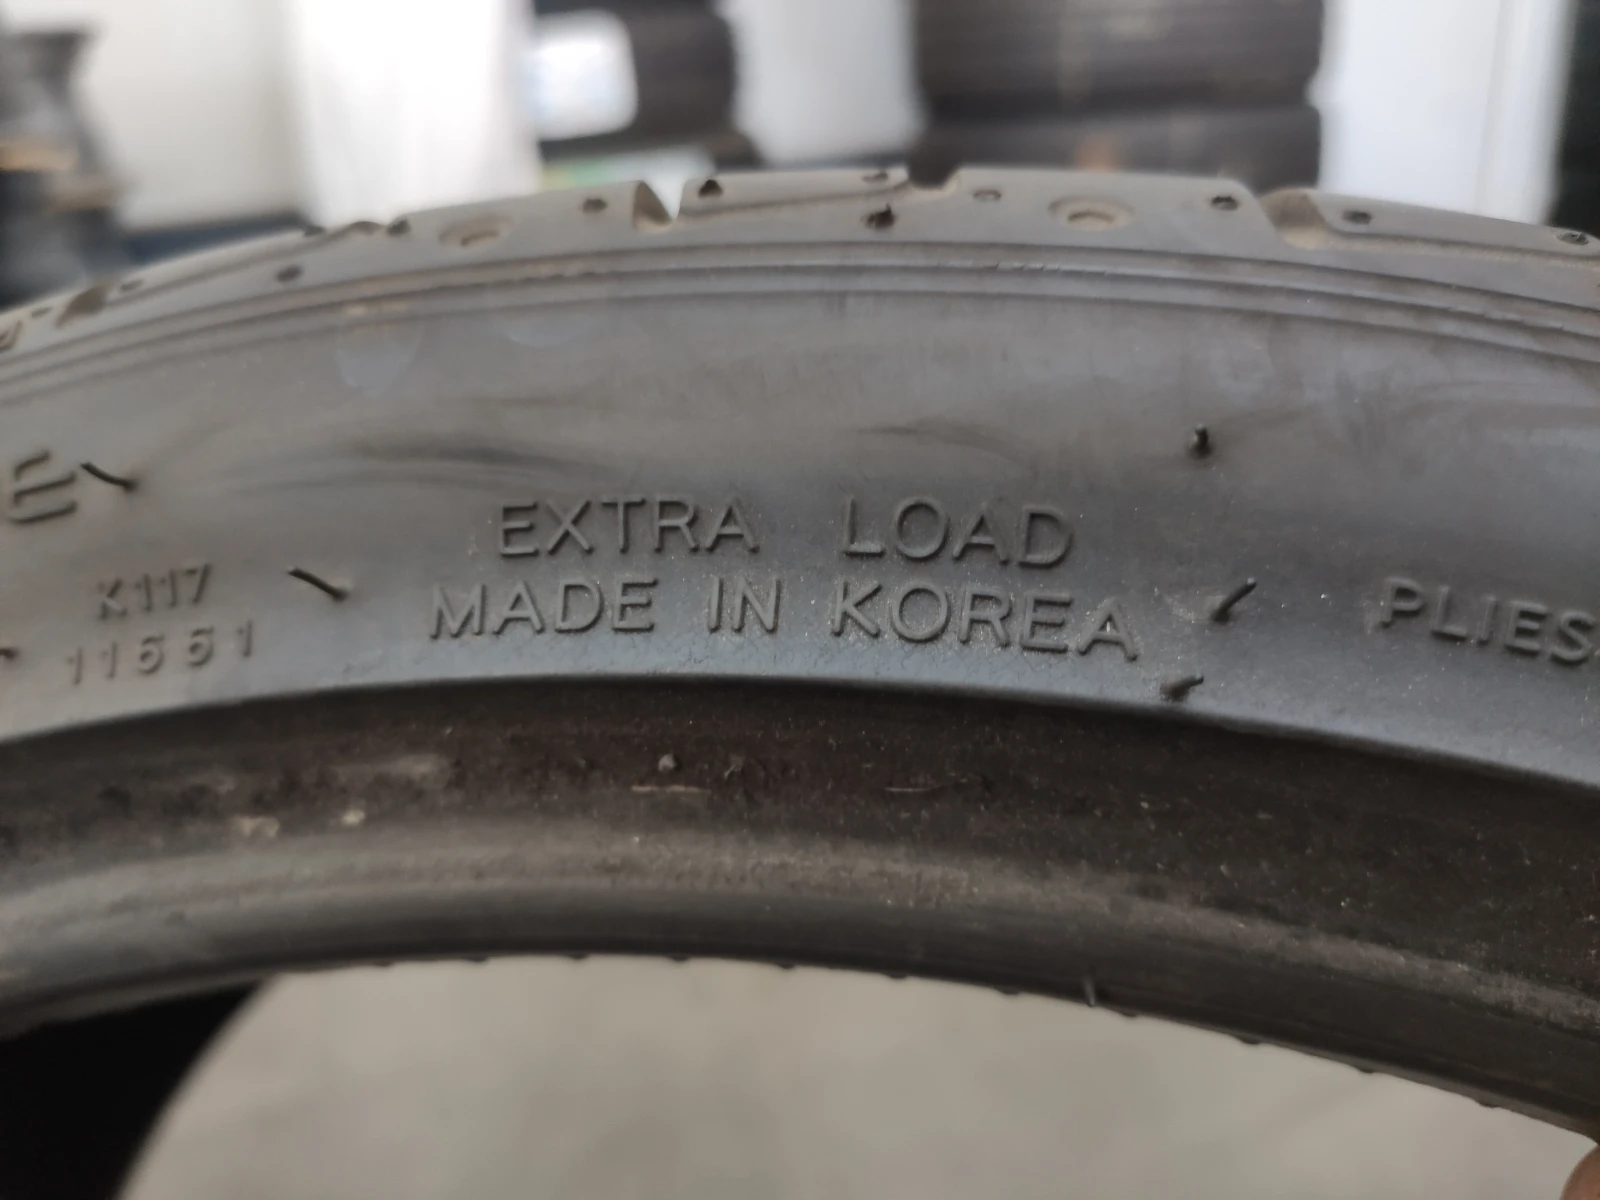 E
EXTRA LOAD
K117
MADE IN KOREA
11661
PLIES